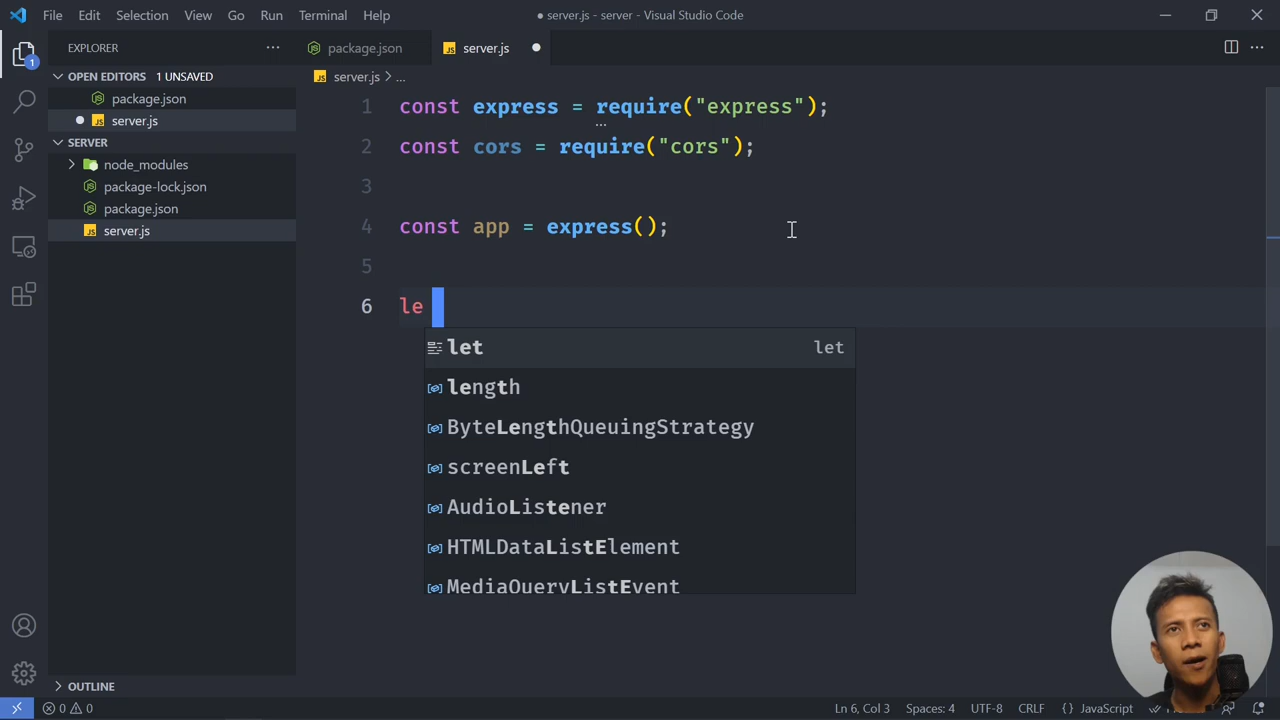 File Edit Selection View Go Run Terminal Help
● server.js - server - Visual Studio Code
EXPLORER
package.json
server.js
1
OPEN EDITORS 1 UNSAVED
server.js > ...
package.json
server.js
SERVER
node_modules
package-lock.json
package.json
server.js
1 const express = require("express");
2 const cors = require("cors");
3
4 const app = express();
5
6 le
let let
length
ByteLengthQueuingStrategy
screenLeft
AudioListener
HTMLDataListElement
MediaQueryListEvent
OUTLINE
0 0
Ln 6, Col 3 Spaces: 4 UTF-8 CRLF {} JavaScript